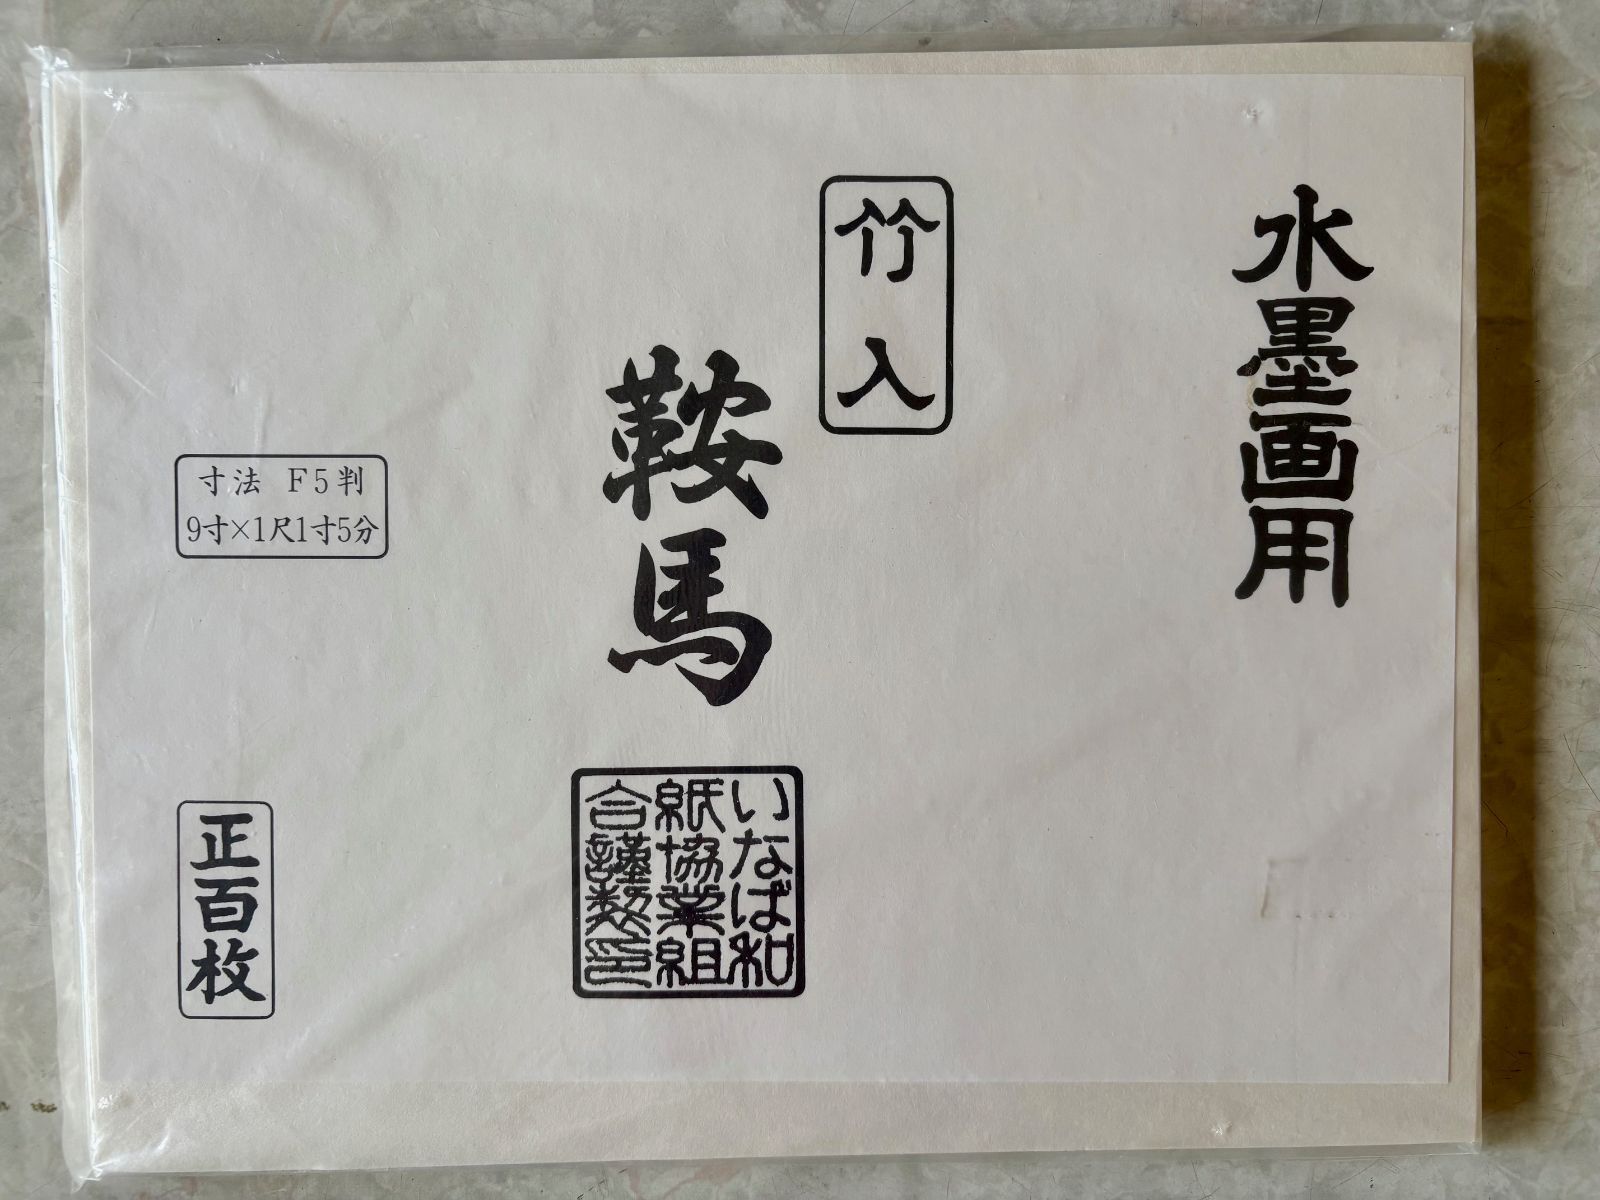 水墨画用
竹入
鞍馬
いなば和
紙協業組
合謹製印
寸法 F5判
9寸×1尺1寸5分
正百枚